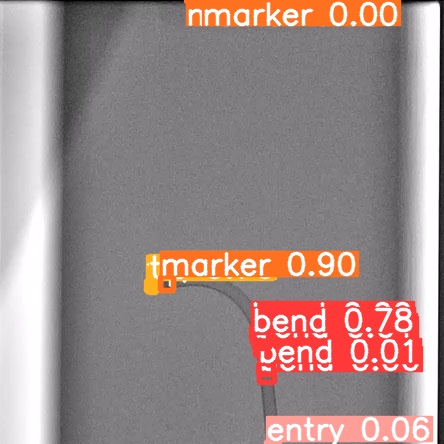 nmarker 0.00
tmarker 0.90
bend 0.78
bend 0.01
entry 0.06